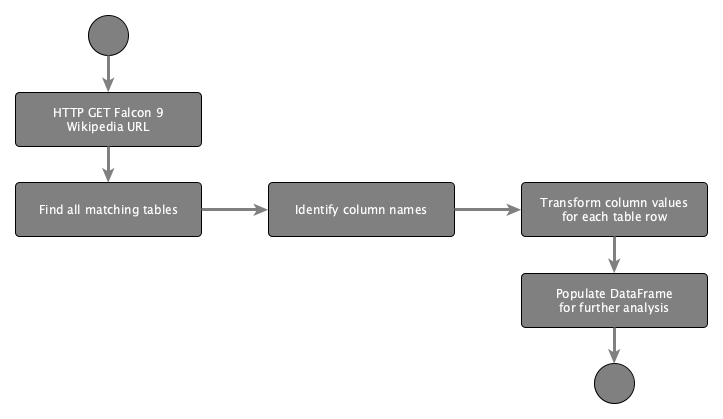 HTTP GET Falcon 9
Wikipedia URL
Find all matching tables
Identify column names
Transform column values
for each table row
Populate DataFrame
for further analysis